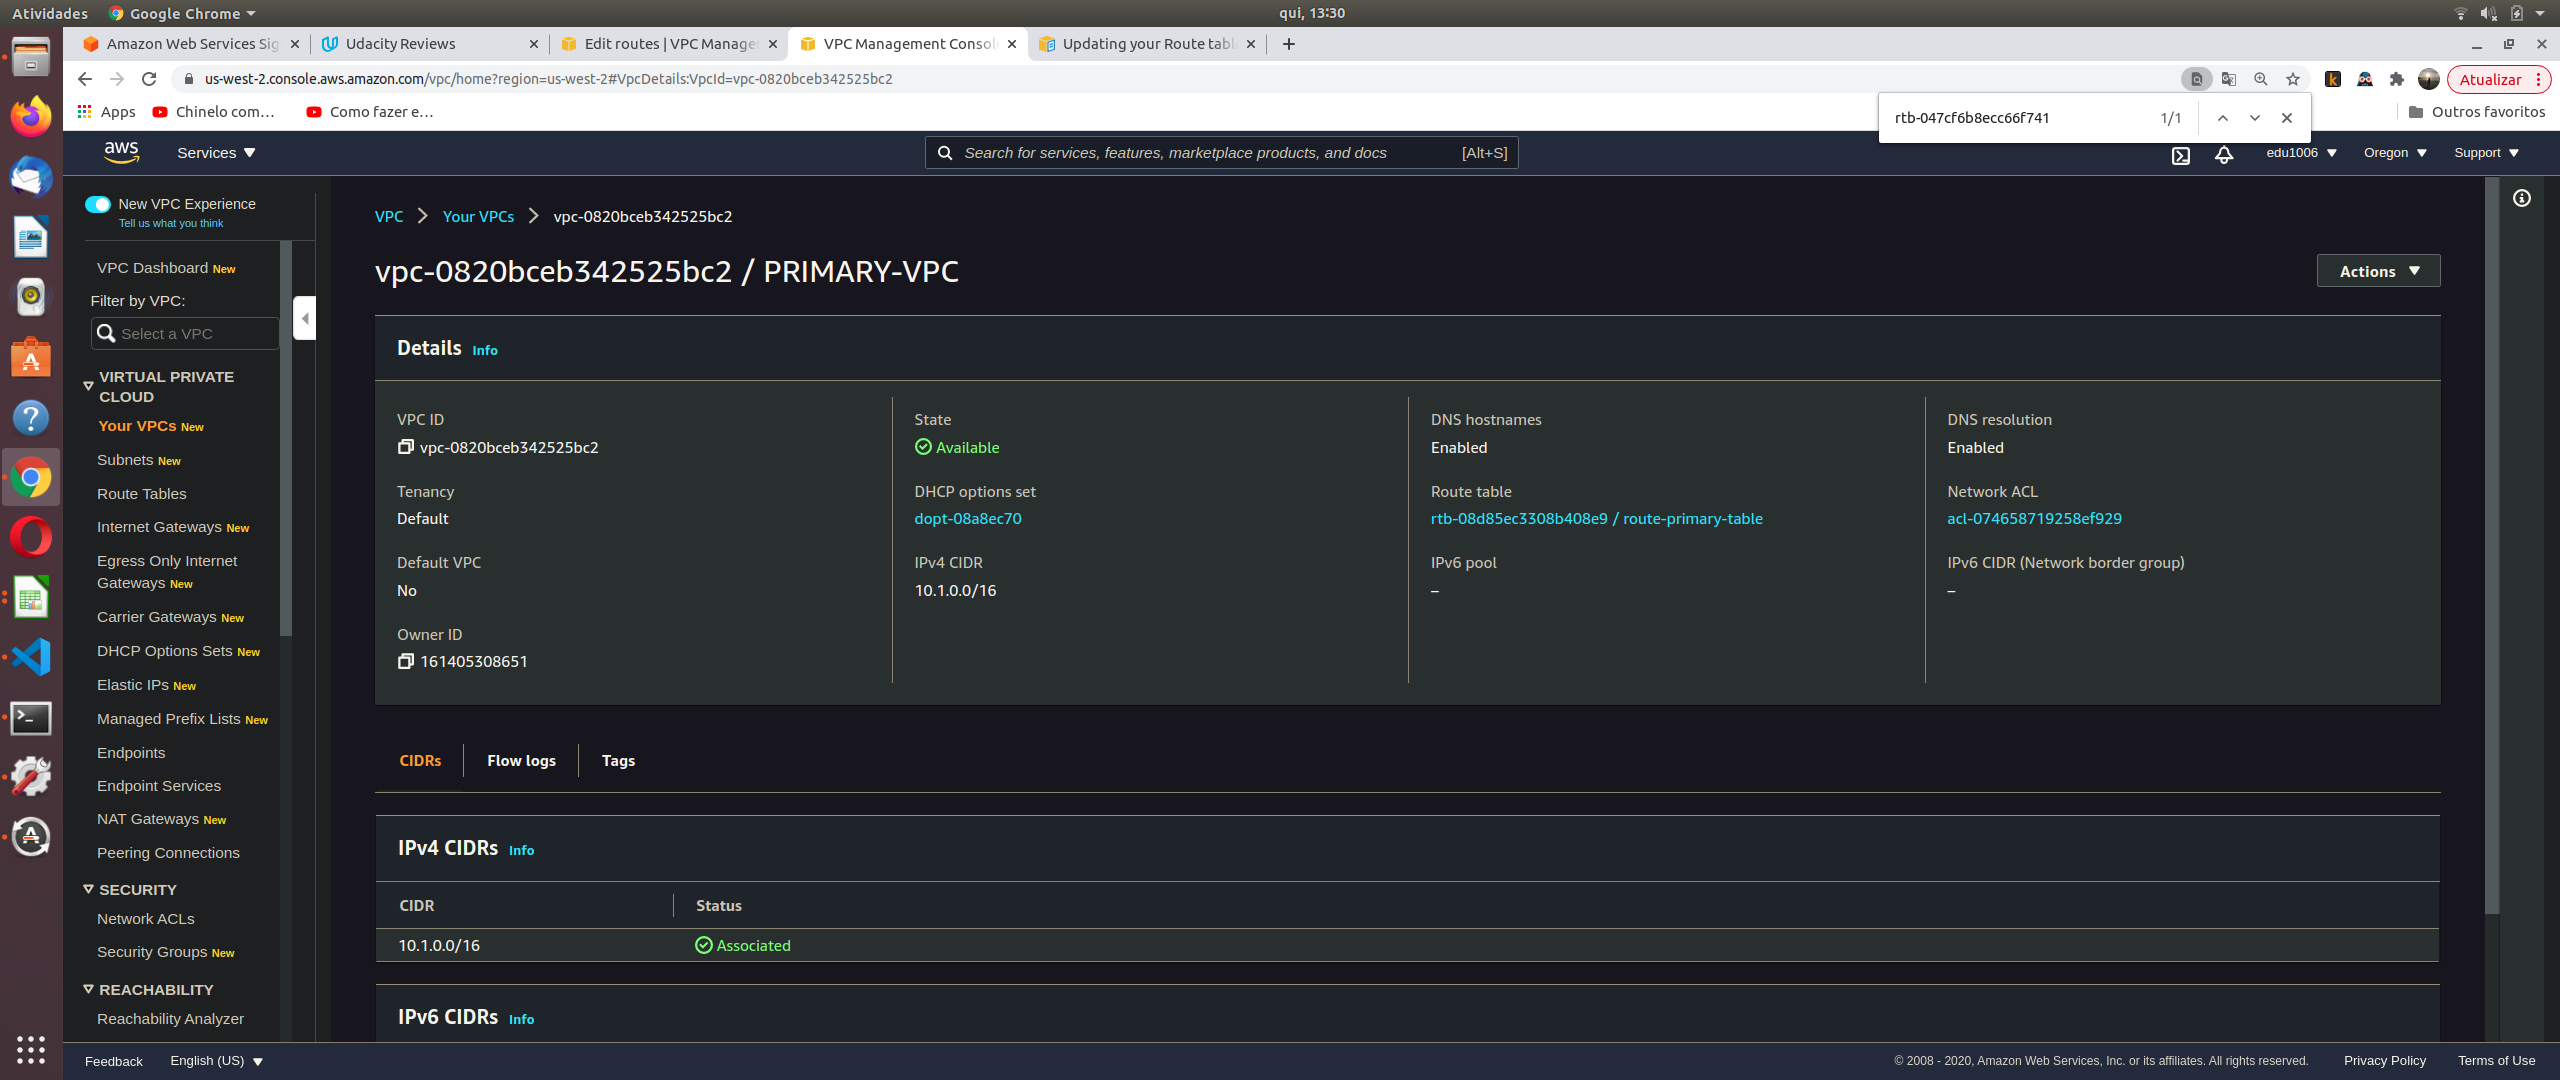 Atividades
Google Chrome
qui, 13:30
Amazon Web Services Sig
Udacity Reviews
Edit routes | VPC Manager
VPC Management Console
Updating your Route tabl
us-west-2.console.aws.amazon.com/vpc/home?region=us-west-2#VpcDetails:VpcId=vpc-0820bceb342525bc2
Atualizar
Apps
Chinelo com...
Como fazer e...
rtb-047cf6b8ecc66f741
1/1
Outros favoritos
aws
Services
Search for services, features, marketplace products, and docs
[Alt+S]
edu1006
Oregon
Support
New VPC Experience
Tell us what you think
VPC Dashboard New
Filter by VPC:
Select a VPC
VIRTUAL PRIVATE
CLOUD
Your VPCs New
Subnets New
Route Tables
Internet Gateways New
Egress Only Internet
Gateways New
Carrier Gateways New
DHCP Options Sets New
Elastic IPs New
Managed Prefix Lists New
Endpoints
Endpoint Services
NAT Gateways New
Peering Connections
SECURITY
Network ACLs
Security Groups New
REACHABILITY
Reachability Analyzer
VPC
Your VPCs
vpc-0820bceb342525bc2
vpc-0820bceb342525bc2 / PRIMARY-VPC
Actions
Details Info
VPC ID
vpc-0820bceb342525bc2
State
Available
DNS hostnames
Enabled
DNS resolution
Enabled
Tenancy
Default
DHCP options set
dopt-08a8ec70
Route table
rtb-08d85ec3308b408e9 / route-primary-table
Network ACL
acl-074658719258ef929
Default VPC
No
IPv4 CIDR
10.1.0.0/16
IPv6 pool
–
IPv6 CIDR (Network border group)
–
Owner ID
161405308651
CIDRs
Flow logs
Tags
IPv4 CIDRs Info
CIDR
Status
10.1.0.0/16
Associated
IPv6 CIDRs Info
Feedback
English (US)
© 2008 - 2020, Amazon Web Services, Inc. or its affiliates. All rights reserved.
Privacy Policy
Terms of Use